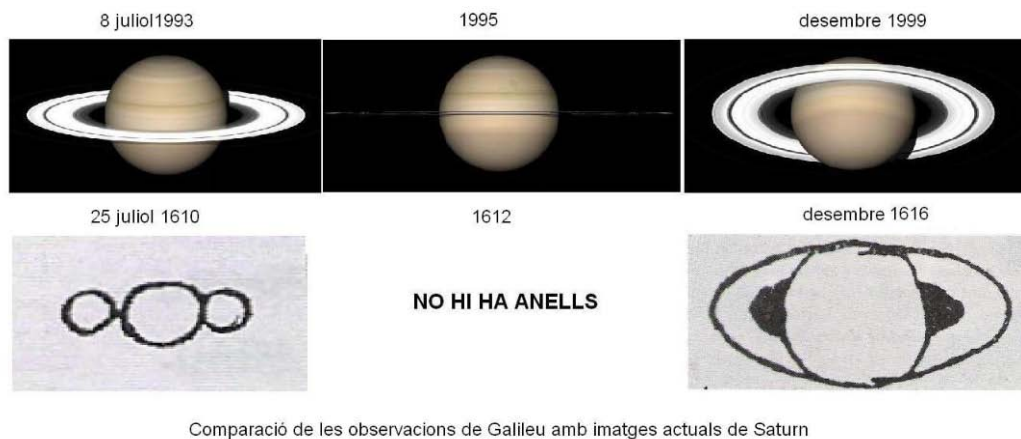 8 juliol1993
1995
desembre 1999
25 juliol 1610
1612
desembre 1616
NO HI HA ANELLS
Comparació de les observacions de Galileu amb imatges actuals de Saturn